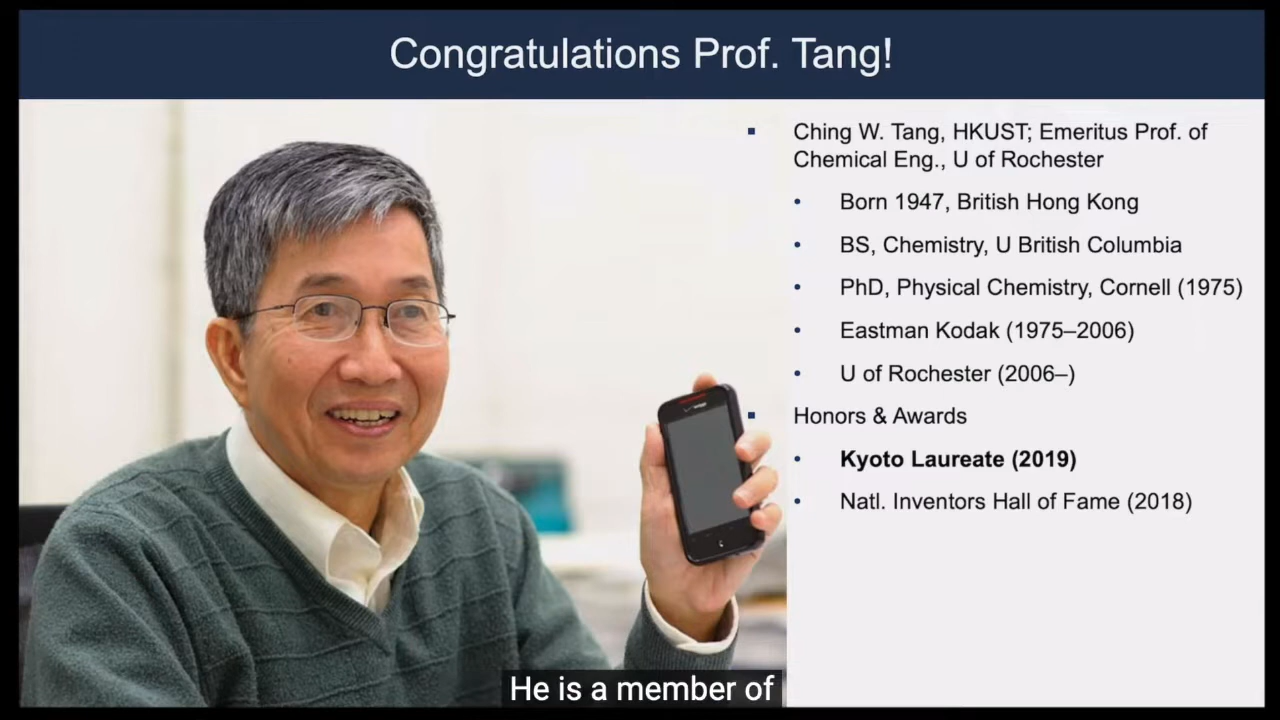 Congratulations Prof. Tang!
Ching W. Tang, HKUST; Emeritus Prof. of
Chemical Eng., U of Rochester
Born 1947, British Hong Kong
BS, Chemistry, U British Columbia
PhD, Physical Chemistry, Cornell (1975)
Eastman Kodak (1975–2006)
U of Rochester (2006–)
Honors & Awards
Kyoto Laureate (2019)
Natl. Inventors Hall of Fame (2018)
verizon
He is a member of